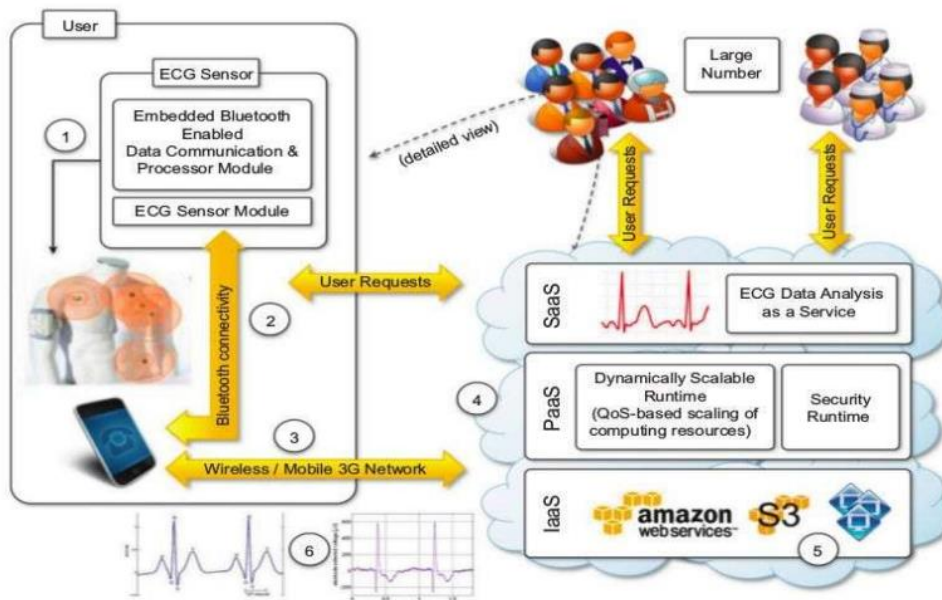 User
ECG Sensor
Embedded Bluetooth
Enabled
Data Communication &
Processor Module
ECG Sensor Module
1
(detailed view)
Large
Number
User Requests
User Requests
User Requests
2
Bluetooth connectivity
3
Wireless / Mobile 3G Network
SaaS
ECG Data Analysis
as a Service
4
PaaS
Dynamically Scalable
Runtime
(QoS-based scaling of
computing resources)
Security
Runtime
IaaS
amazon
webservices™
S3
5
6